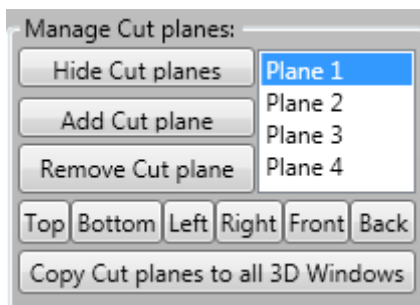 Manage Cut planes:
Hide Cut planes
Add Cut plane
Remove Cut plane
Plane 1
Plane 2
Plane 3
Plane 4
Top Bottom Left Right Front Back
Copy Cut planes to all 3D Windows